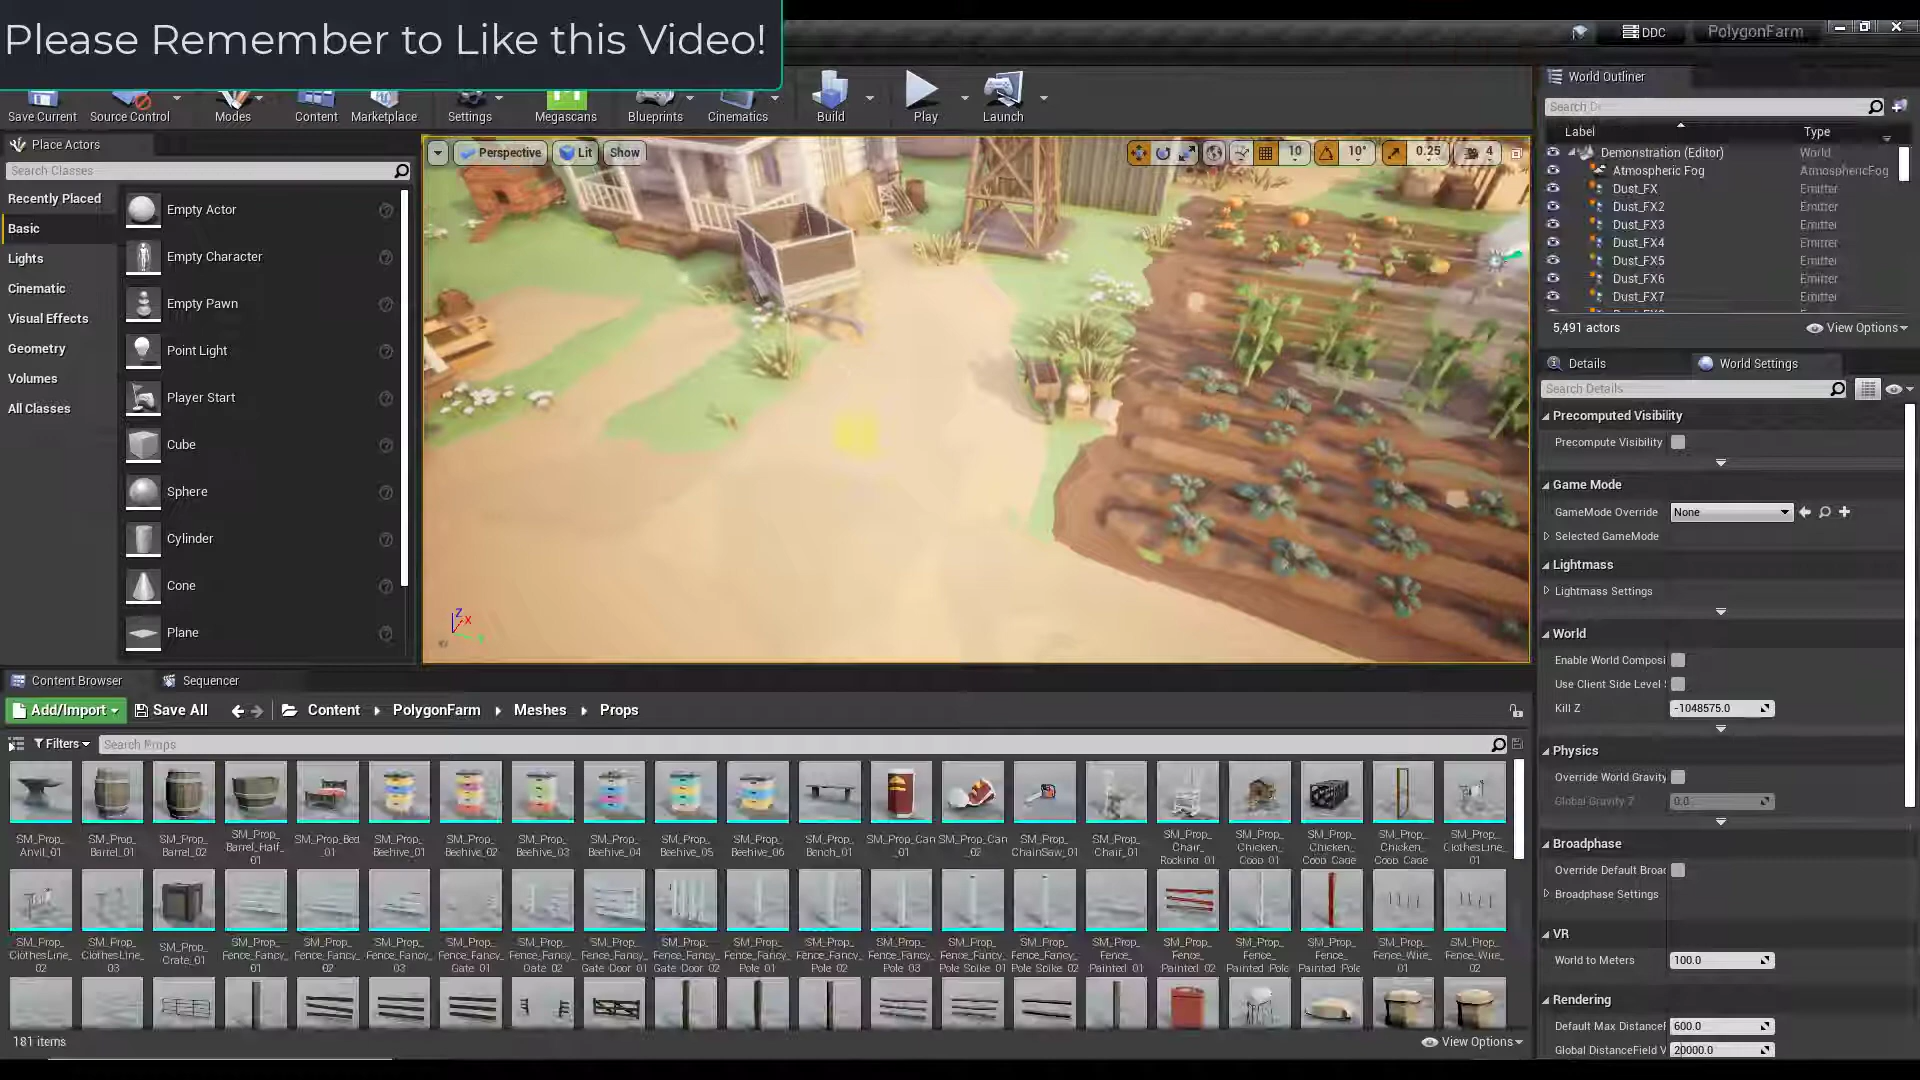 Please Remember to Like this Video!
DDC
PolygonFarm
Save Current
Source Control
Modes
Content
Marketplace
Settings
Megascans
Blueprints
Cinematics
Build
Play
Launch
Place Actors
Search Classes
Recently Placed
Basic
Lights
Cinematic
Visual Effects
Geometry
Volumes
All Classes
Empty Actor
Empty Character
Empty Pawn
Point Light
Player Start
Cube
Sphere
Cylinder
Cone
Plane
Perspective
Lit
Show
10
10°
0.25
4
Z
X
World Outliner
Search
Label
Type
Demonstration (Editor)
World
Atmospheric Fog
AtmosphericFog
Dust_FX
Emitter
Dust_FX2
Emitter
Dust_FX3
Emitter
Dust_FX4
Emitter
Dust_FX5
Emitter
Dust_FX6
Emitter
Dust_FX7
Emitter
5,491 actors
View Options
Details
World Settings
Search Details
Precomputed Visibility
Precompute Visibility
Game Mode
GameMode Override
None
Selected GameMode
Lightmass
Lightmass Settings
World
Enable World Composi
Use Client Side Level
Kill Z
-1048575.0
Physics
Override World Gravity
Global Gravity Z
0.0
Broadphase
Override Default Broad
Broadphase Settings
VR
World to Meters
100.0
Rendering
Default Max DistanceF
600.0
Global DistanceField V
20000.0
Content Browser
Sequencer
Add/Import
Save All
Content
PolygonFarm
Meshes
Props
Filters
Search Props
SM_Prop_Anvil_01
SM_Prop_Barrel_01
SM_Prop_Barrel_02
SM_Prop_Barrel_Half_01
SM_Prop_Bed_01
SM_Prop_Beehive_01
SM_Prop_Beehive_02
SM_Prop_Beehive_03
SM_Prop_Beehive_04
SM_Prop_Beehive_05
SM_Prop_Beehive_06
SM_Prop_Bench_01
SM_Prop_Can_01
SM_Prop_Can_02
SM_Prop_ChainSaw_01
SM_Prop_Chair_01
SM_Prop_Chair_Rocking_01
SM_Prop_Chicken_Coop_01
SM_Prop_Chicken_Coop_Cage
SM_Prop_Chicken_Coop_Cage
SM_Prop_ClothesLine_01
SM_Prop_ClothesLine_02
SM_Prop_ClothesLine_03
SM_Prop_Crate_01
SM_Prop_Fence_Fancy_01
SM_Prop_Fence_Fancy_02
SM_Prop_Fence_Fancy_03
SM_Prop_Fence_Fancy_Gate_01
SM_Prop_Fence_Fancy_Gate_02
SM_Prop_Fence_Fancy_Gate_Door_01
SM_Prop_Fence_Fancy_Gate_Door_02
SM_Prop_Fence_Fancy_Pole_01
SM_Prop_Fence_Fancy_Pole_02
SM_Prop_Fence_Fancy_Pole_03
SM_Prop_Fence_Fancy_Pole_Spike_01
SM_Prop_Fence_Fancy_Pole_Spike_02
SM_Prop_Fence_Painted_01
SM_Prop_Fence_Painted_02
SM_Prop_Fence_Painted_Pole
SM_Prop_Fence_Painted_Pole
SM_Prop_Fence_Wire_01
SM_Prop_Fence_Wire_02
181 items
View Options